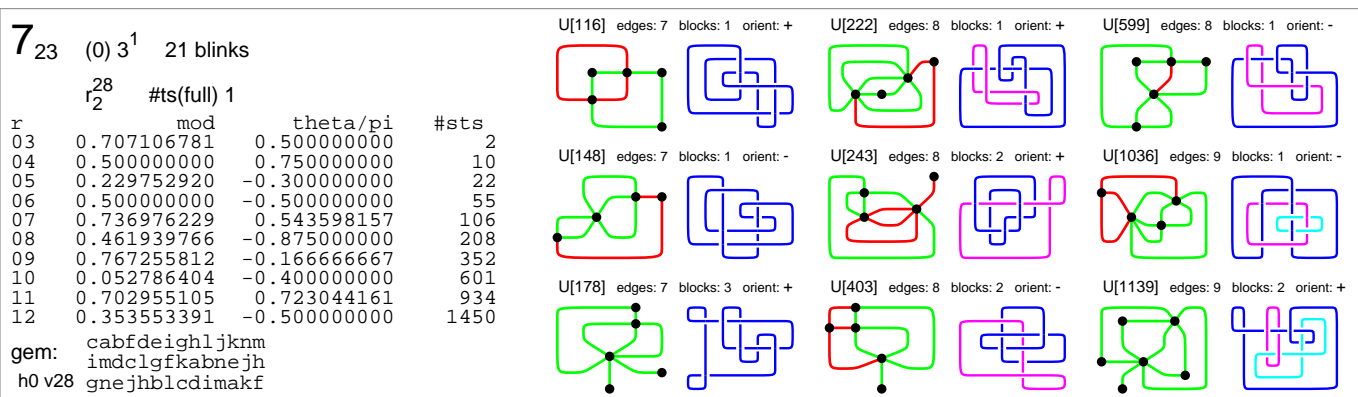 7₂₃ (0) 3¹ 21 blinks
r₂²⁸ #ts(full) 1
r mod theta/pi #sts
03 0.707106781 0.500000000 2
04 0.500000000 0.750000000 10
05 0.229752920 −0.300000000 22
06 0.500000000 −0.500000000 55
07 0.736976229 0.543598157 106
08 0.461939766 −0.875000000 208
09 0.767255812 −0.166666667 352
10 0.052786404 −0.400000000 601
11 0.702955105 0.723044161 934
12 0.353553391 −0.500000000 1450
gem: cabfdeighljknm
imdclgfkabnejh
h0 v28 gnejhblcdimakf
U[116] edges: 7 blocks: 1 orient: +
U[222] edges: 8 blocks: 1 orient: +
U[599] edges: 8 blocks: 1 orient: -
U[148] edges: 7 blocks: 1 orient: -
U[243] edges: 8 blocks: 2 orient: +
U[1036] edges: 9 blocks: 1 orient: -
U[178] edges: 7 blocks: 3 orient: +
U[403] edges: 8 blocks: 2 orient: -
U[1139] edges: 9 blocks: 2 orient: +